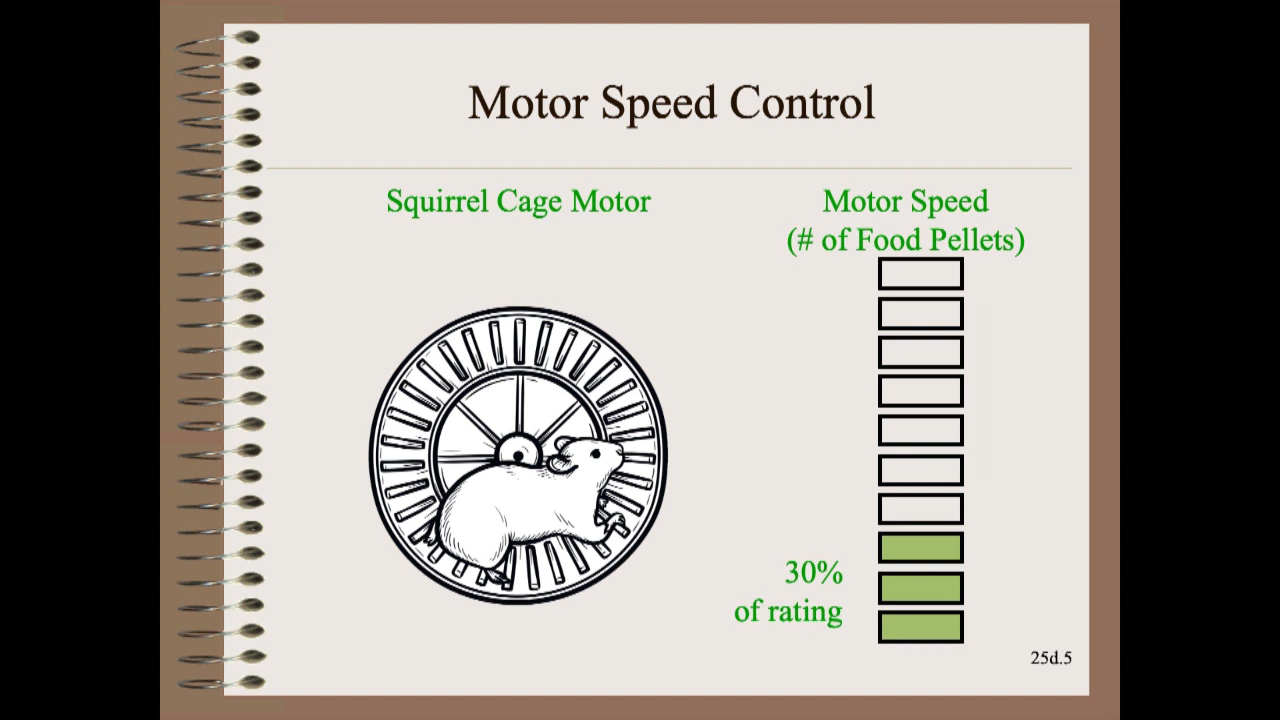 Motor Speed Control
Squirrel Cage Motor
Motor Speed
(# of Food Pellets)
30%
of rating
25d.5